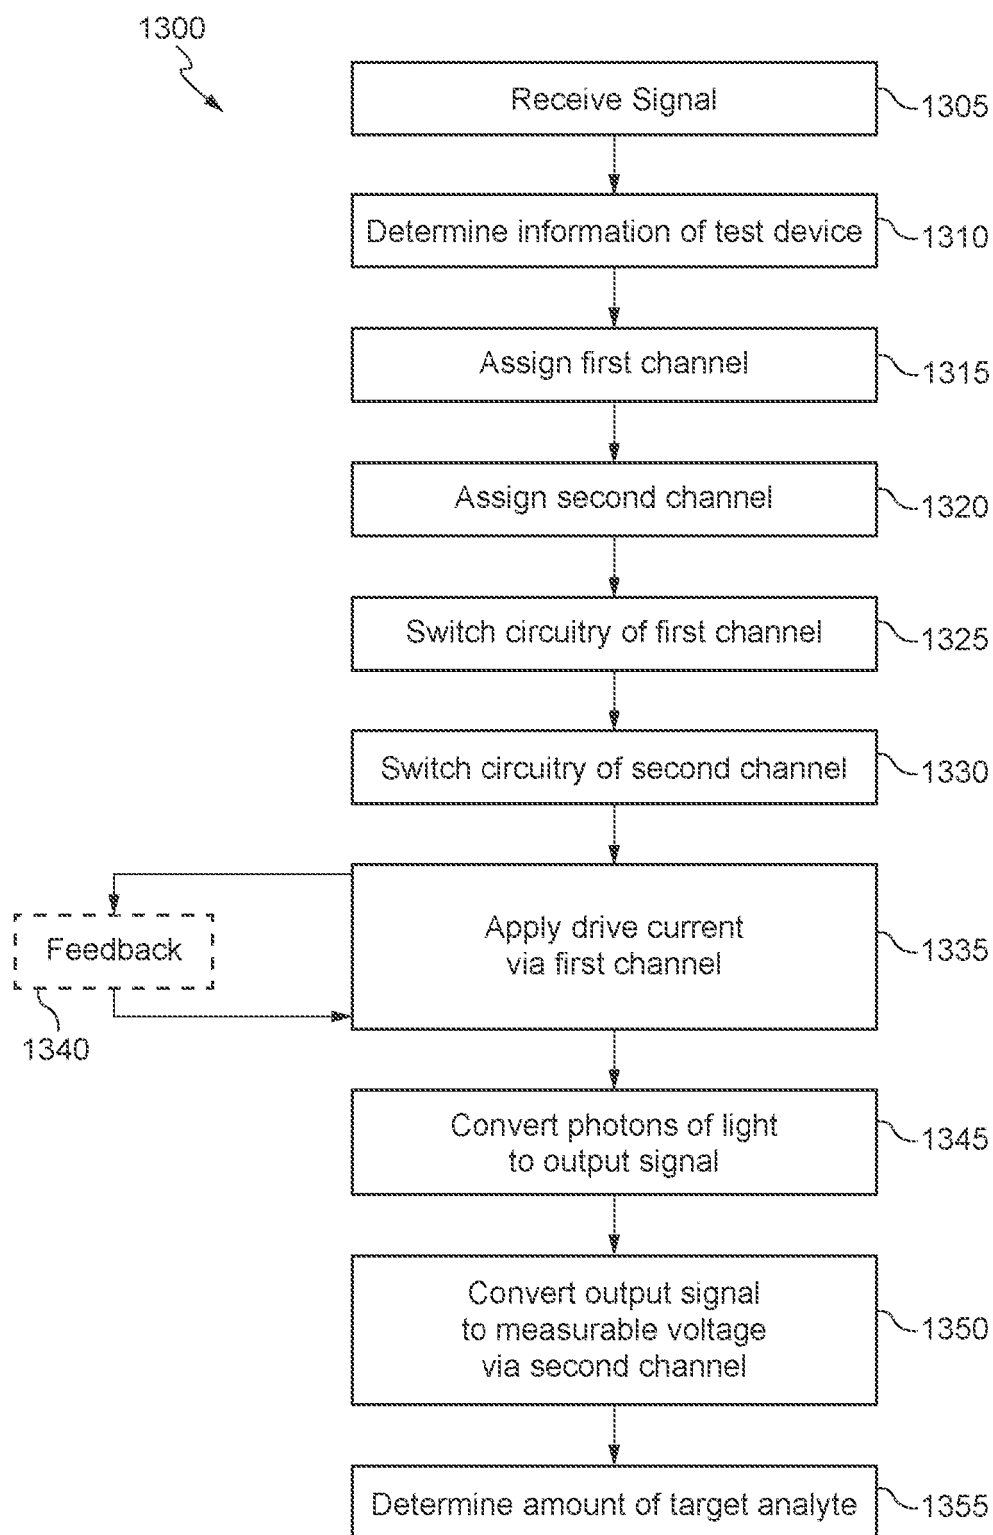 1300
Receive Signal
1305
Determine information of test device
1310
Assign first channel
1315
Assign second channel
1320
Switch circuitry of first channel
1325
Switch circuitry of second channel
1330
Apply drive current
via first channel
1335
Feedback
1340
Convert photons of light
to output signal
1345
Convert output signal
to measurable voltage
via second channel
1350
Determine amount of target analyte
1355